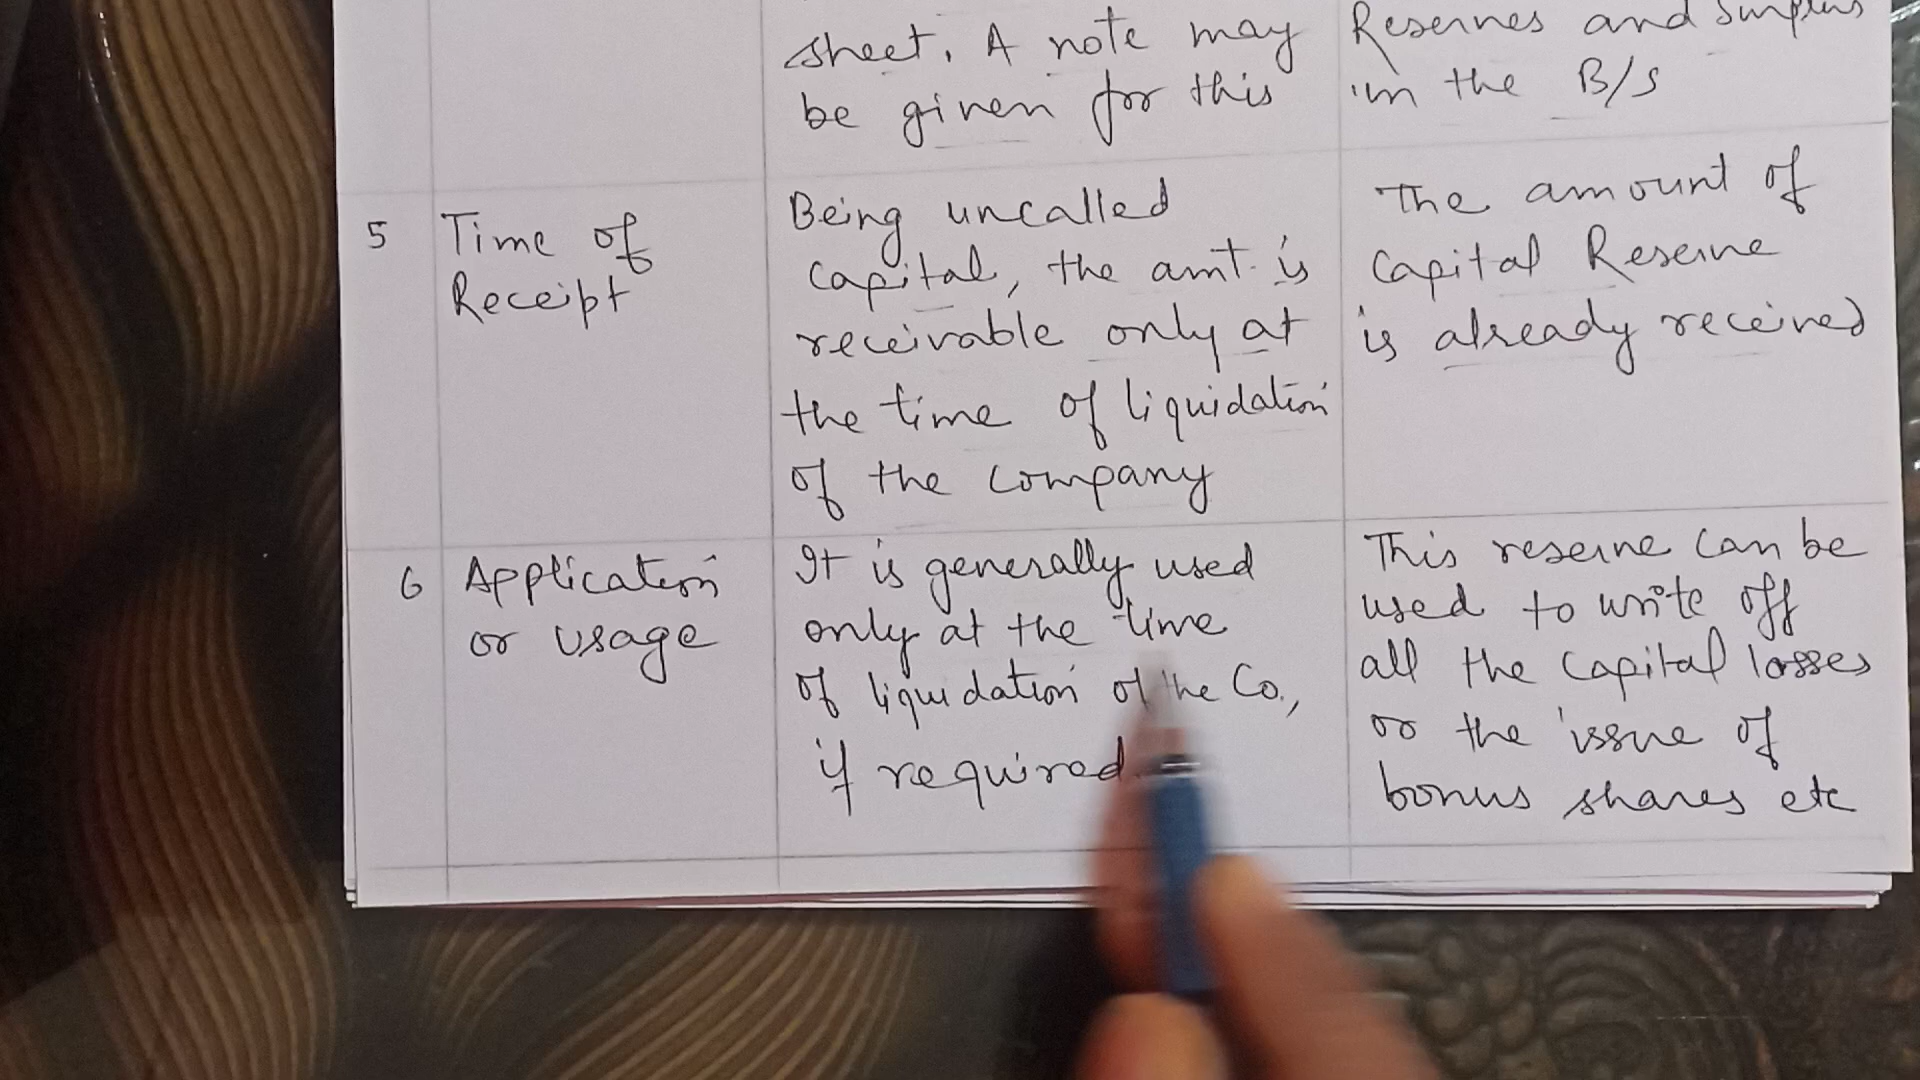 sheet. A note may
be given for this
Reserves and Surplus
in the B/S
5
Time of
Receipt
Being uncalled
Capital, the amt. is
receivable only at
the time of liquidation
of the company
The amount of
Capital Reserve
is already received
6
Application
or usage
It is generally used
only at the time
of liquidation of the Co.,
if required.
This reserve can be
used to write off
all the capital losses
or the issue of
bonus shares etc